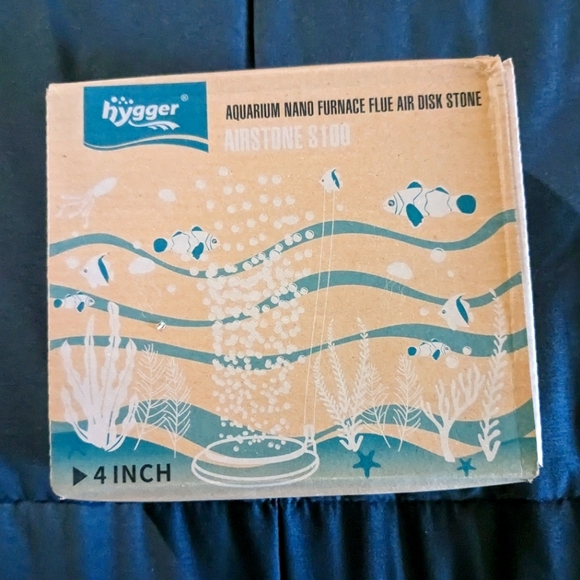 hygger®
AQUARIUM NANO FURNACE FLUE AIR DISK STONE
AIRSTONE S100
4 INCH